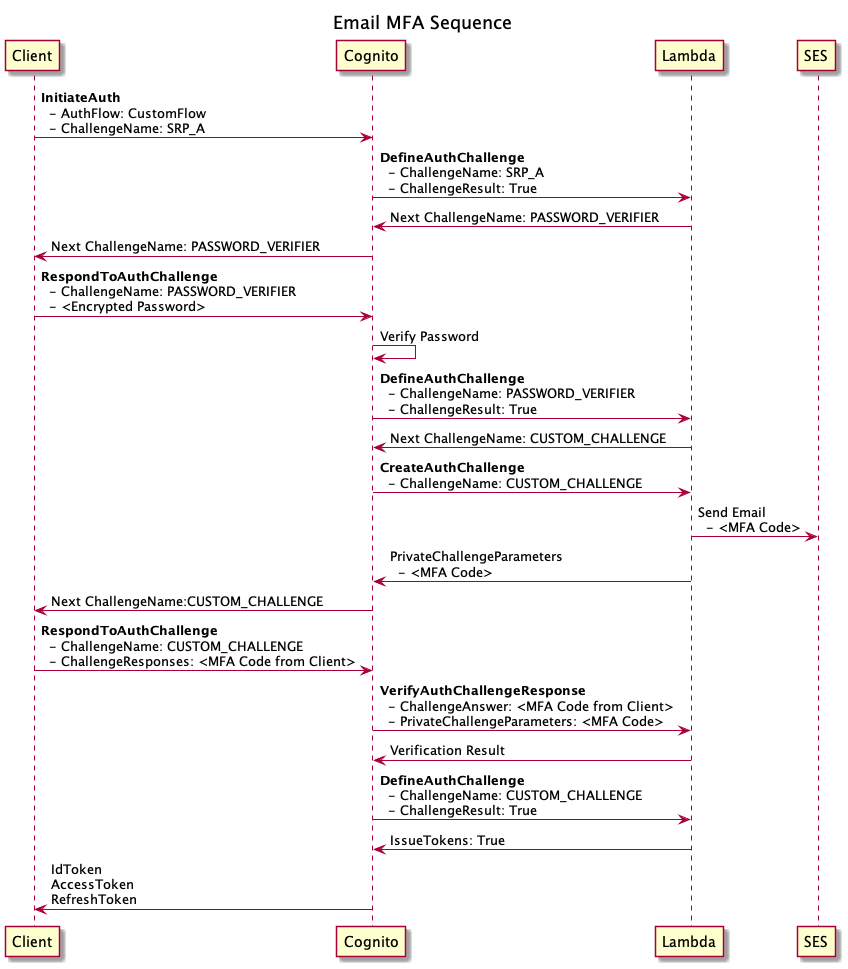 Email MFA Sequence
Client
Cognito
Lambda
SES
InitiateAuth
- AuthFlow: CustomFlow
- ChallengeName: SRP_A
DefineAuthChallenge
- ChallengeName: SRP_A
- ChallengeResult: True
Next ChallengeName: PASSWORD_VERIFIER
Next ChallengeName: PASSWORD_VERIFIER
RespondToAuthChallenge
- ChallengeName: PASSWORD_VERIFIER
- <Encrypted Password>
Verify Password
DefineAuthChallenge
- ChallengeName: PASSWORD_VERIFIER
- ChallengeResult: True
Next ChallengeName: CUSTOM_CHALLENGE
CreateAuthChallenge
- ChallengeName: CUSTOM_CHALLENGE
Send Email
- <MFA Code>
PrivateChallengeParameters
- <MFA Code>
Next ChallengeName:CUSTOM_CHALLENGE
RespondToAuthChallenge
- ChallengeName: CUSTOM_CHALLENGE
- ChallengeResponses: <MFA Code from Client>
VerifyAuthChallengeResponse
- ChallengeAnswer: <MFA Code from Client>
- PrivateChallengeParameters: <MFA Code>
Verification Result
DefineAuthChallenge
- ChallengeName: CUSTOM_CHALLENGE
- ChallengeResult: True
IssueTokens: True
IdToken
AccessToken
RefreshToken
Client
Cognito
Lambda
SES